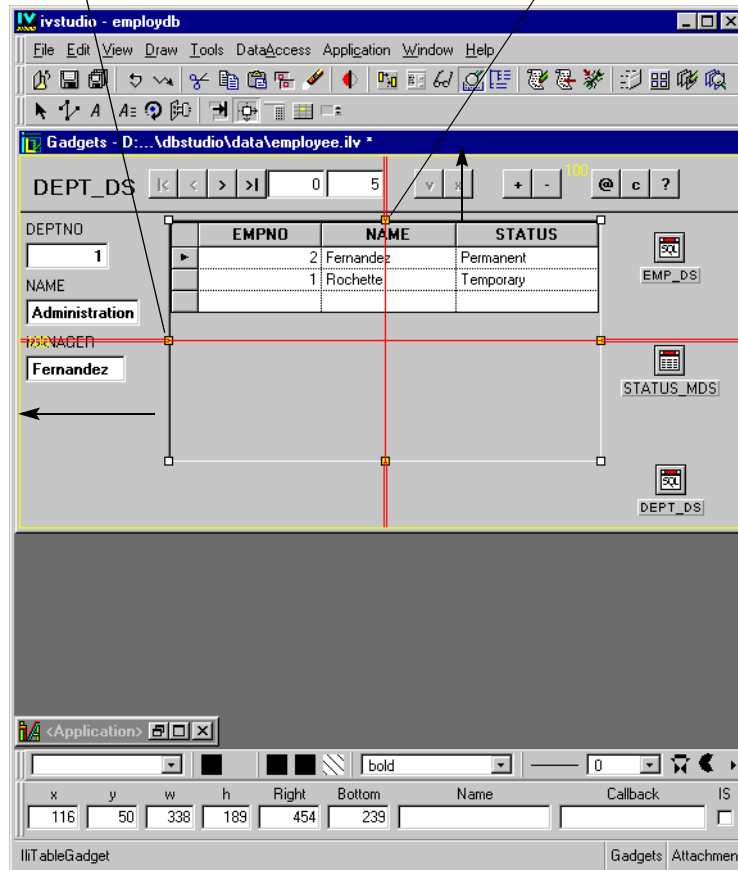 ivstudio - employdb
File Edit View Draw Tools DataAccess Application Window Help
Gadgets - D:...\dbstudio\data\employee.ilv *
DEPT_DS |< < > >| 0 5 v x + - 100 @ c ?
DEPTNO
1
NAME
Administration
MANAGER
Fernandez
EMPNO NAME STATUS
2 Fernandez Permanent
1 Rochette Temporary
SQL
EMP_DS
STATUS_MDS
SQL
DEPT_DS
<Application>
bold 0
x y w h Right Bottom Name Callback IS
116 50 338 189 454 239
IliTableGadget Gadgets Attachmen